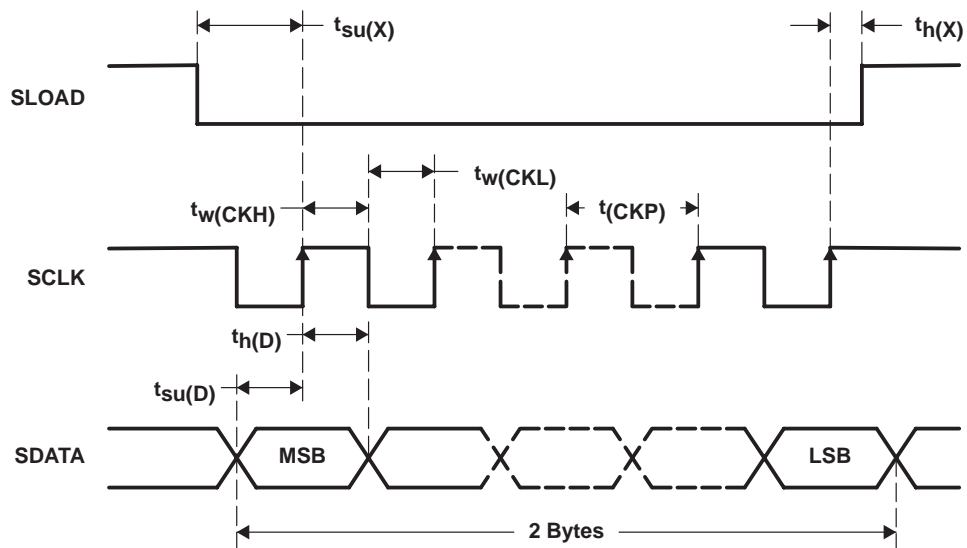 tsu(X)
th(X)
SLOAD
tw(CKL)
tw(CKH)
t(CKP)
SCLK
th(D)
tsu(D)
SDATA
MSB
LSB
2 Bytes